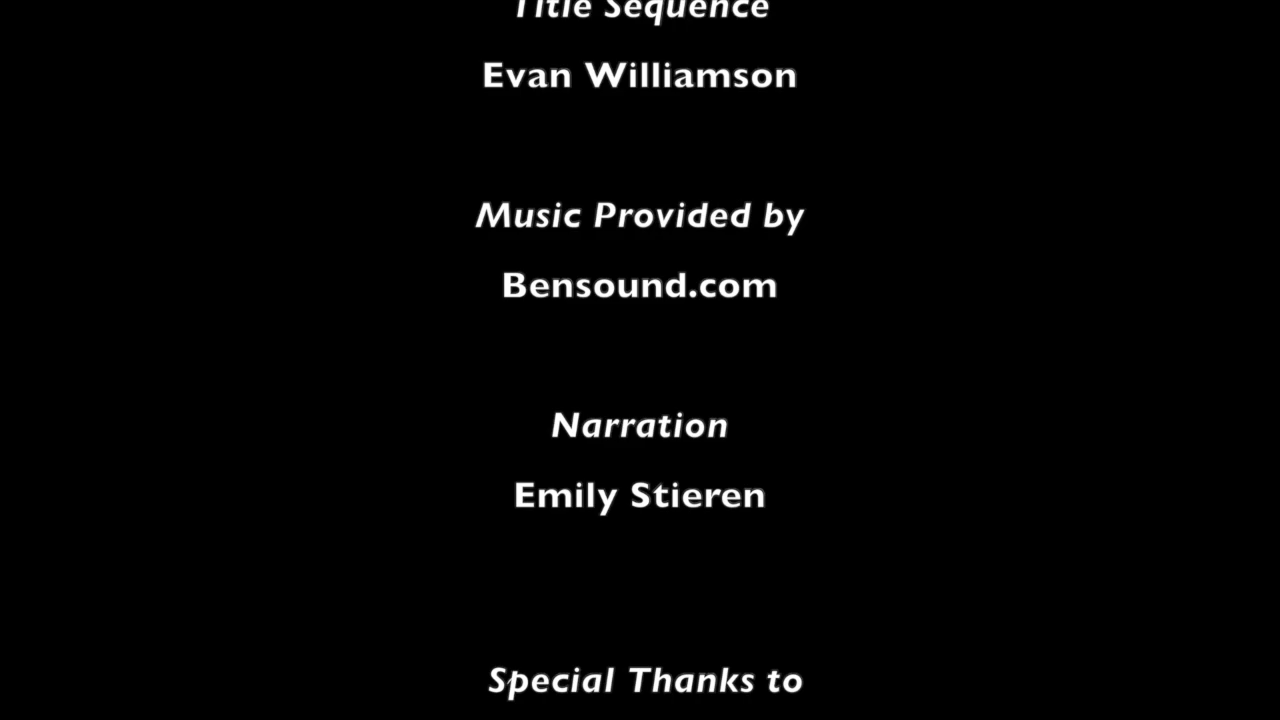 Title Sequence
Evan Williamson
Music Provided by
Bensound.com
Narration
Emily Stieren
Special Thanks to